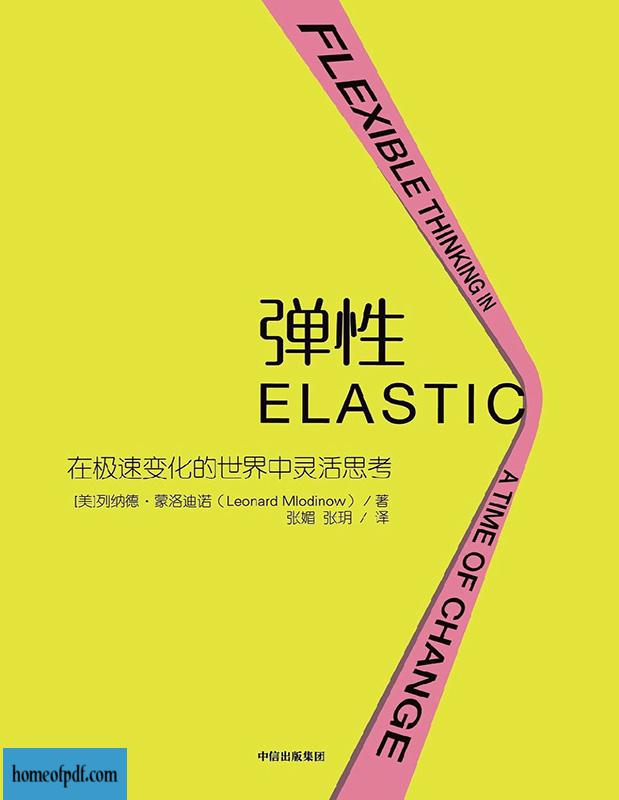 FLEXIBLE THINKING IN
弹性
ELASTIC
在极速变化的世界中灵活思考
[美]列纳德·蒙洛迪诺（Leonard Mlodinow）/ 著
张媚 张玥 / 译
A TIME OF CHANGE
中信出版集团
homeofpdf.com